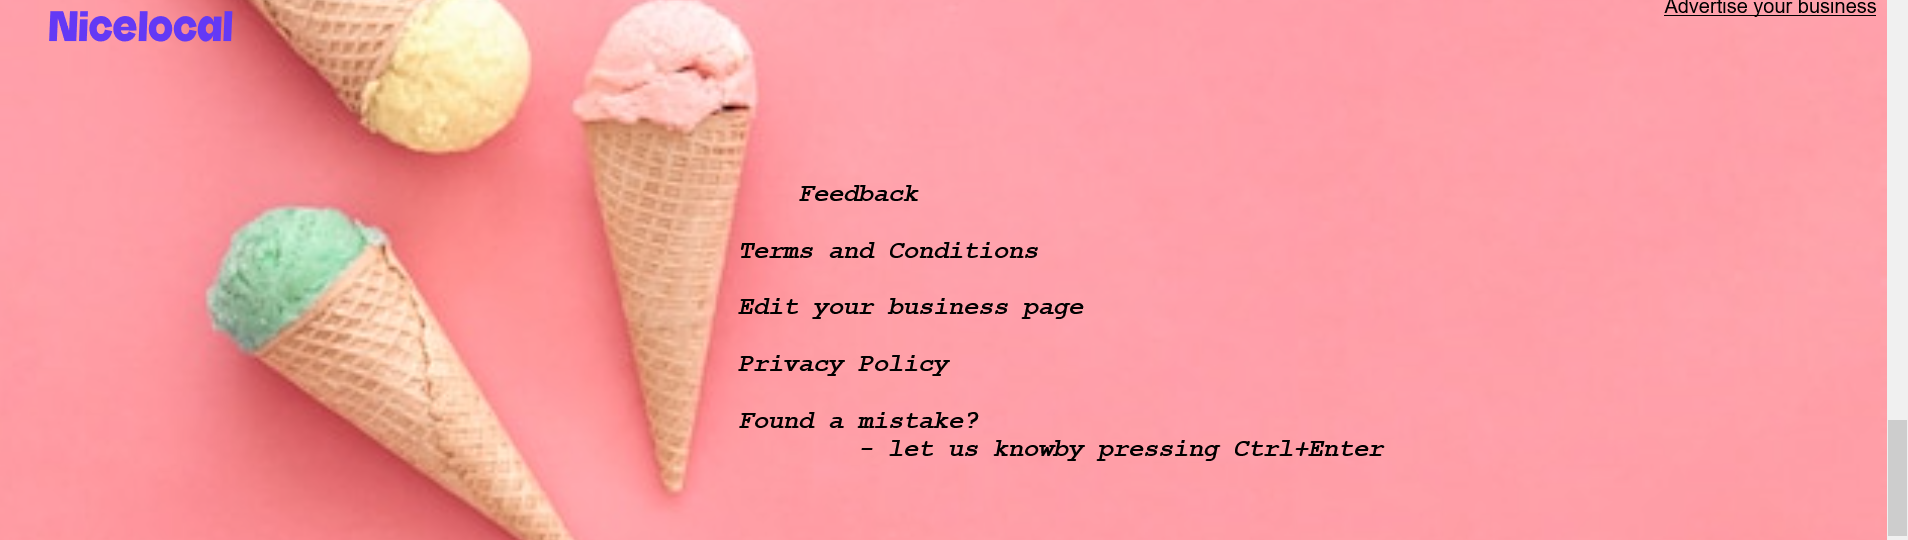 Nicelocal
Advertise your business
Feedback
Terms and Conditions
Edit your business page
Privacy Policy
Found a mistake?
- let us knowby pressing Ctrl+Enter